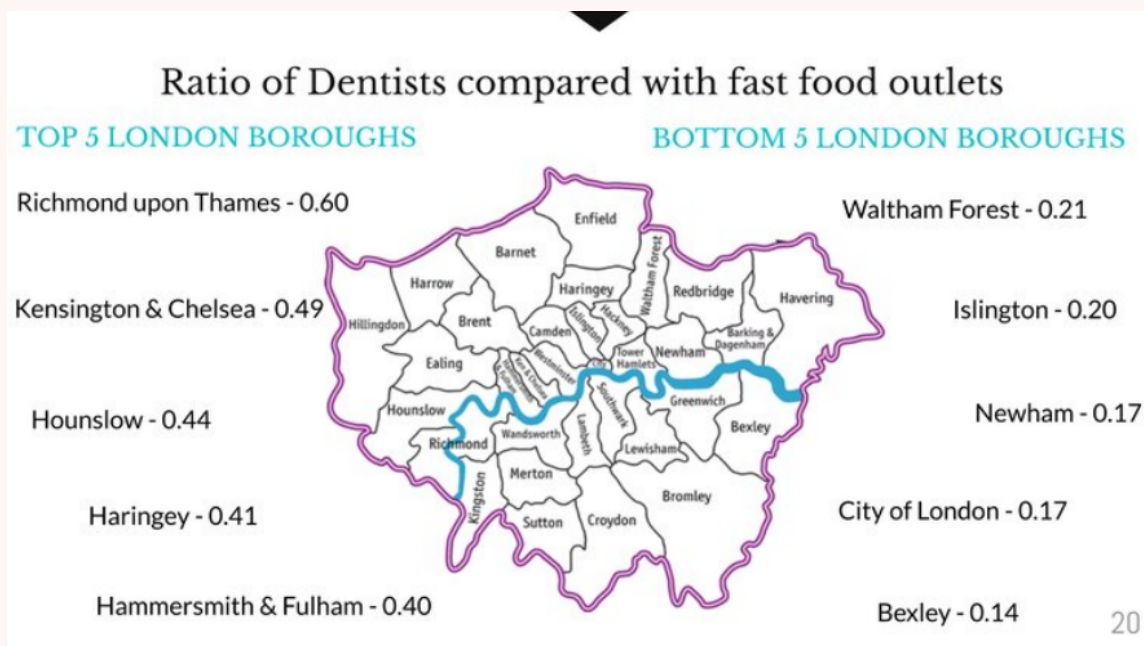 Ratio of Dentists compared with fast food outlets
TOP 5 LONDON BOROUGHS
BOTTOM 5 LONDON BOROUGHS
Richmond upon Thames - 0.60
Kensington & Chelsea - 0.49
Hounslow - 0.44
Haringey - 0.41
Hammersmith & Fulham - 0.40
Waltham Forest - 0.21
Islington - 0.20
Newham - 0.17
City of London - 0.17
Bexley - 0.14
Enfield
Barnet
Harrow
Haringey
Waltham Forest
Redbridge
Havering
Hillingdon
Brent
Camden
Islington
Hackney
Barking &
Dagenham
Ealing
Hammersmith
& Fulham
Ken & Chelsea
Westminster
City
Tower
Hamlets
Newham
Hounslow
Richmond
Wandsworth
Lambeth
Southwark
Greenwich
Lewisham
Bexley
Kingston
Merton
Sutton
Croydon
Bromley
20